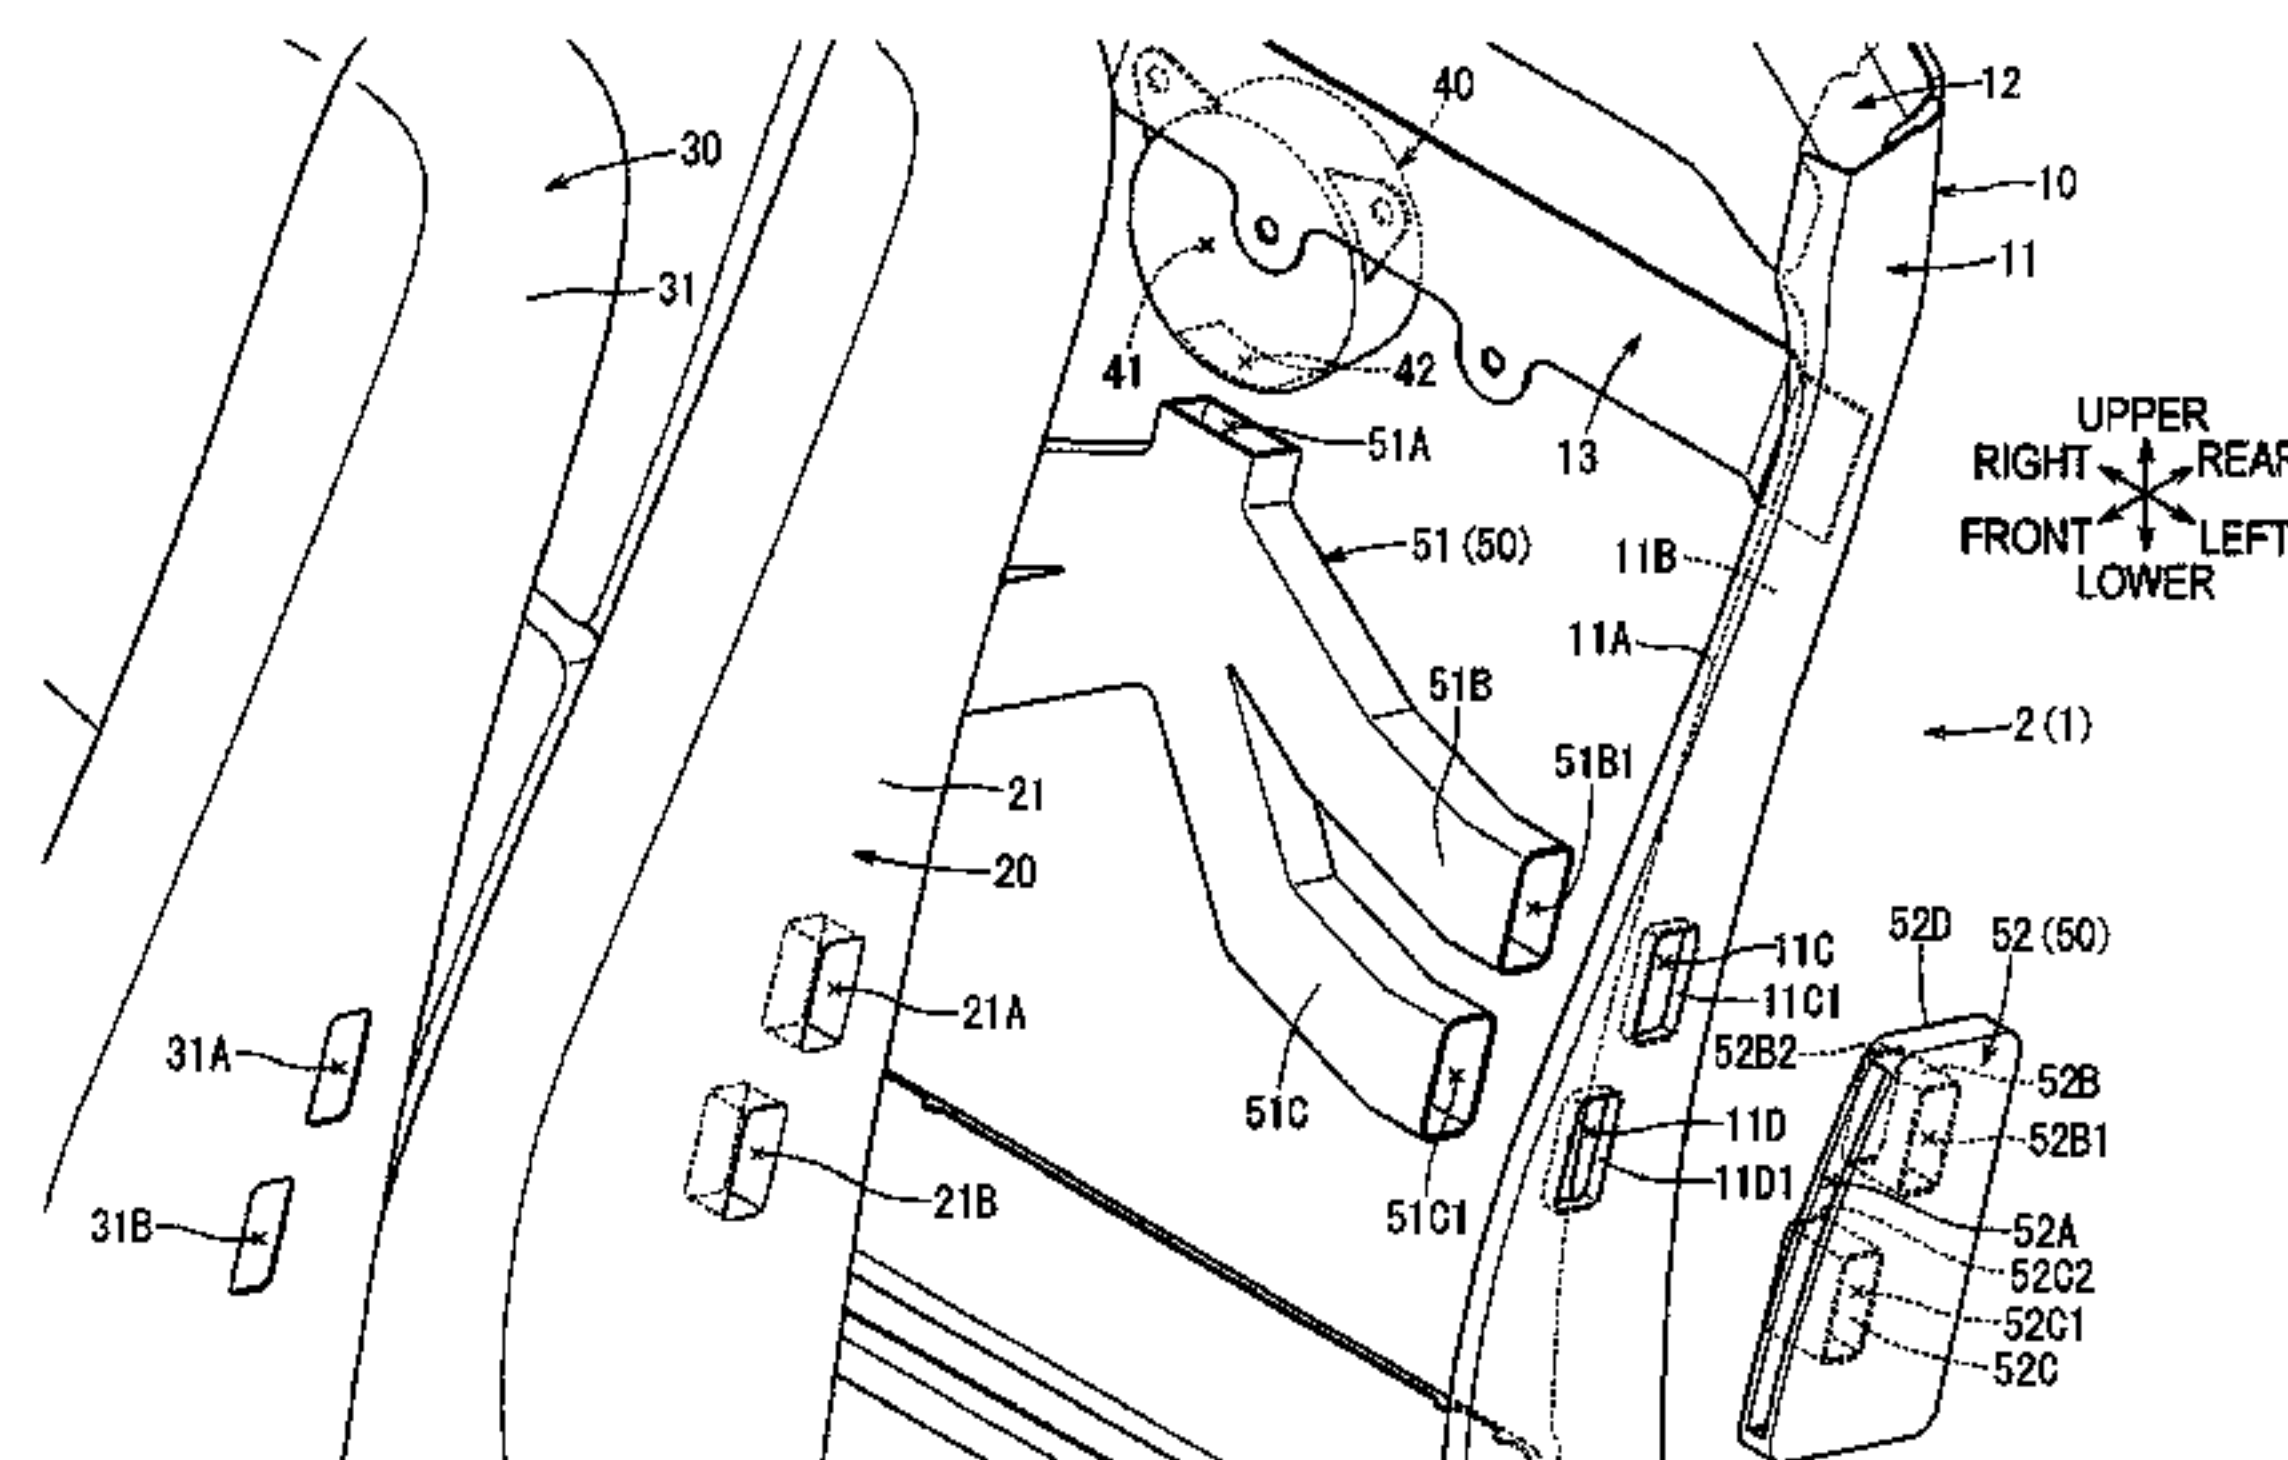 40
12
30
10
11
31
41
42
UPPER
51A
13
RIGHT
REAR
51 (50)
FRONT
LEFT
11B
LOWER
11A
51B
2 (1)
51B1
21
20
52D
52 (50)
11C
21A
11C1
31A
52B2
52B
51C
11D
52B1
11D1
21B
51C1
31B
52A
52C2
52C1
52C